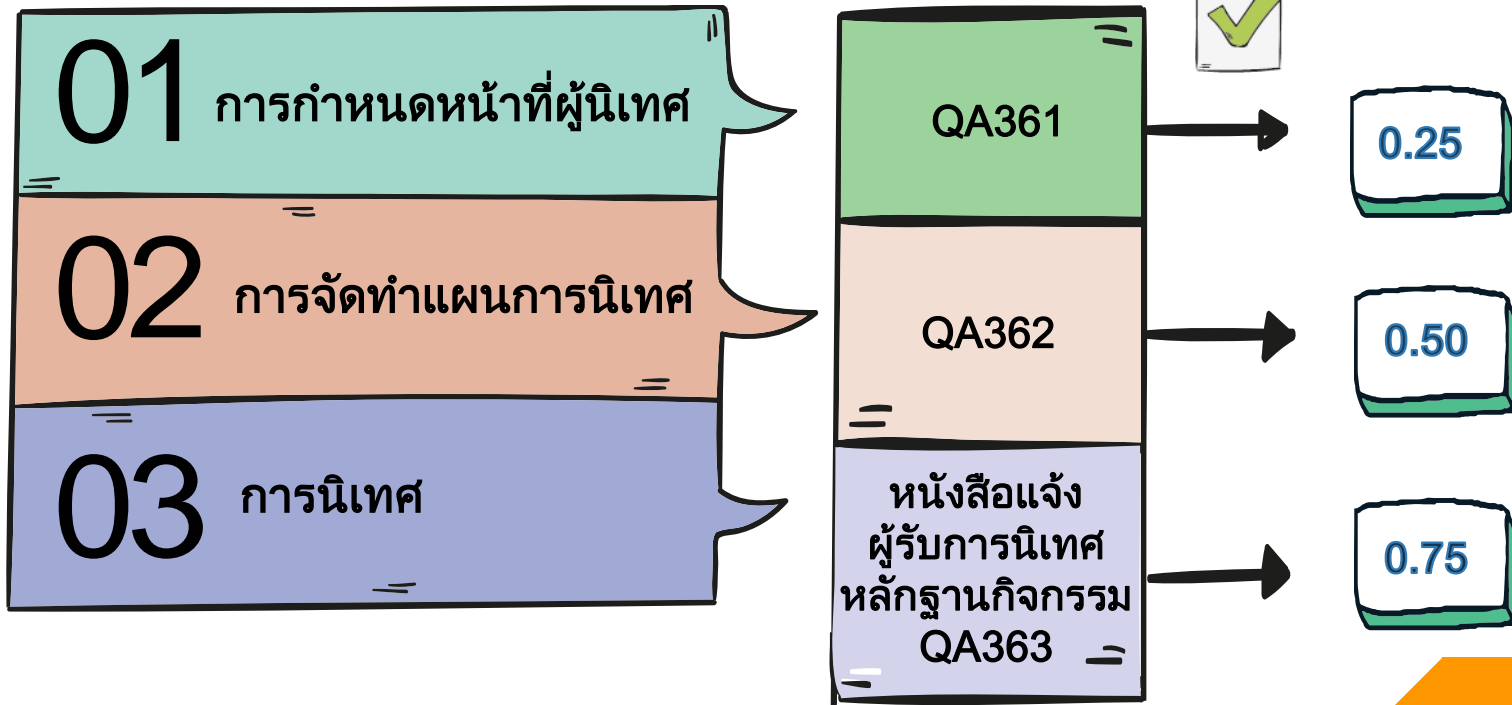 01 การกำหนดหน้าที่ผู้นิเทศ
QA361
0.25
02 การจัดทำแผนการนิเทศ
QA362
0.50
03 การนิเทศ
หนังสือแจ้ง
ผู้รับการนิเทศ
หลักฐานกิจกรรม
QA363
0.75